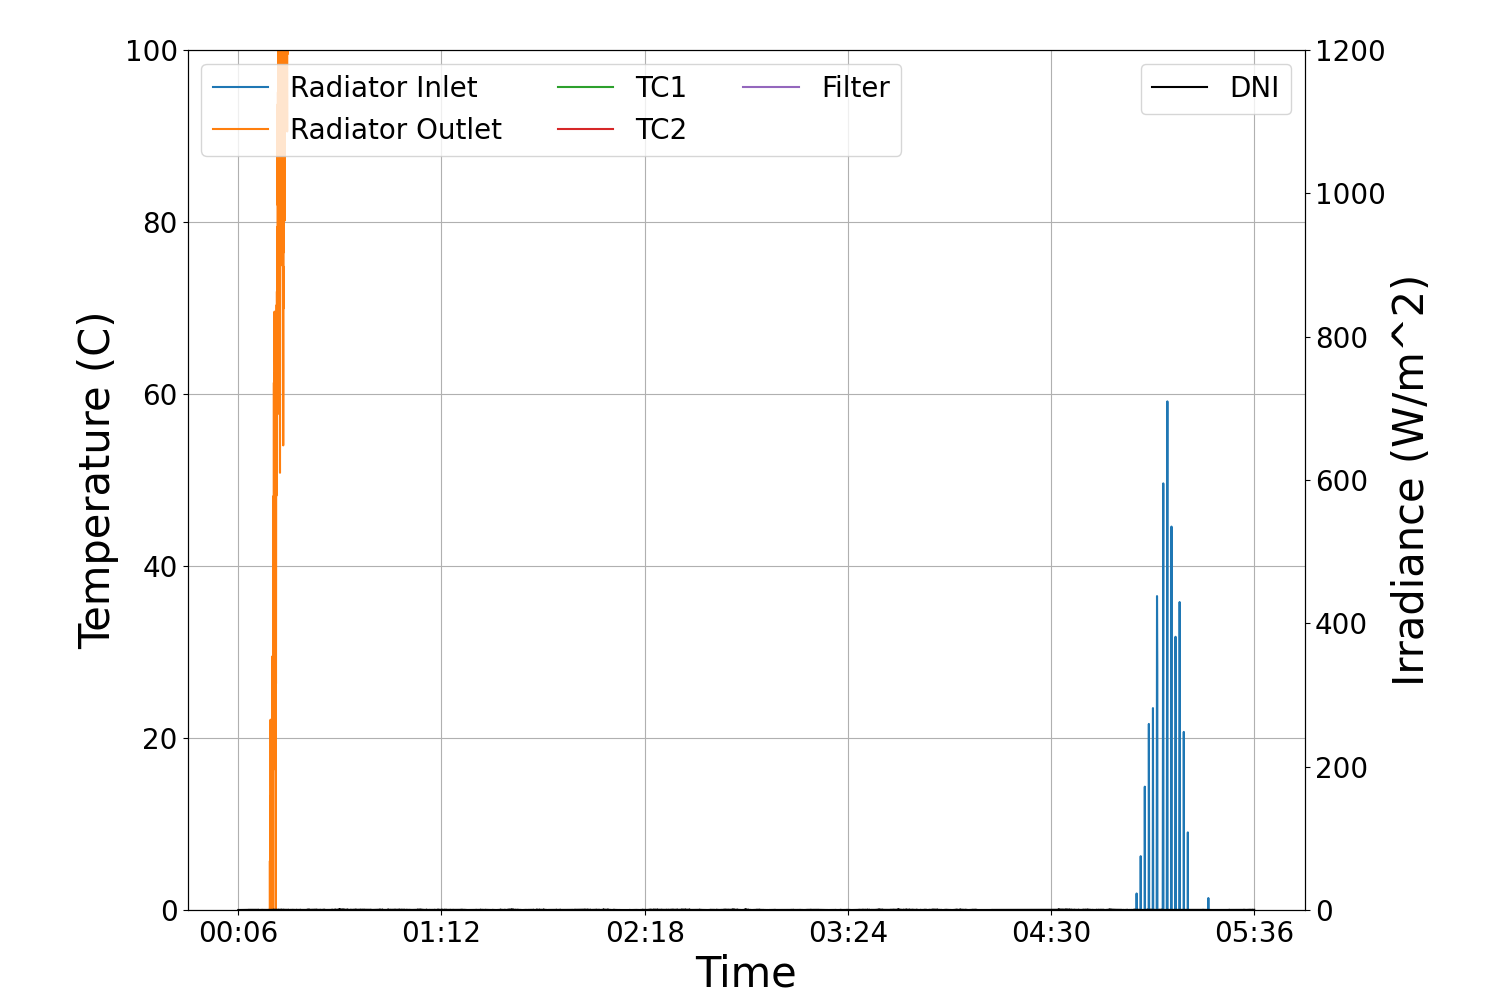 Radiator Inlet
Radiator Outlet
TC1
TC2
Filter
DNI
Temperature (C)
100
80
60
40
20
0
Irradiance (W/m^2)
1200
1000
800
600
400
200
0
00:06 01:12 02:18 03:24 04:30 05:36
Time